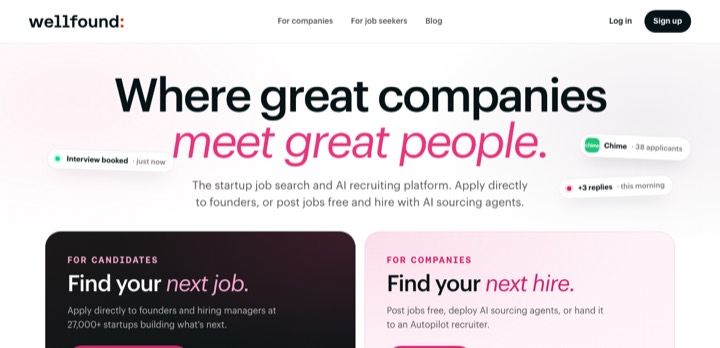 wellfound:
For companies
For job seekers
Blog
Log in
Sign up
Where great companies
meet great people.
Interview booked · just now
chime
Chime · 38 applicants
The startup job search and AI recruiting platform. Apply directly
to founders, or post jobs free and hire with AI sourcing agents.
+3 replies · this morning
FOR CANDIDATES
Find your next job.
Apply directly to founders and hiring managers at
27,000+ startups building what's next.
FOR COMPANIES
Find your next hire.
Post jobs free, deploy AI sourcing agents, or hand it
to an Autopilot recruiter.